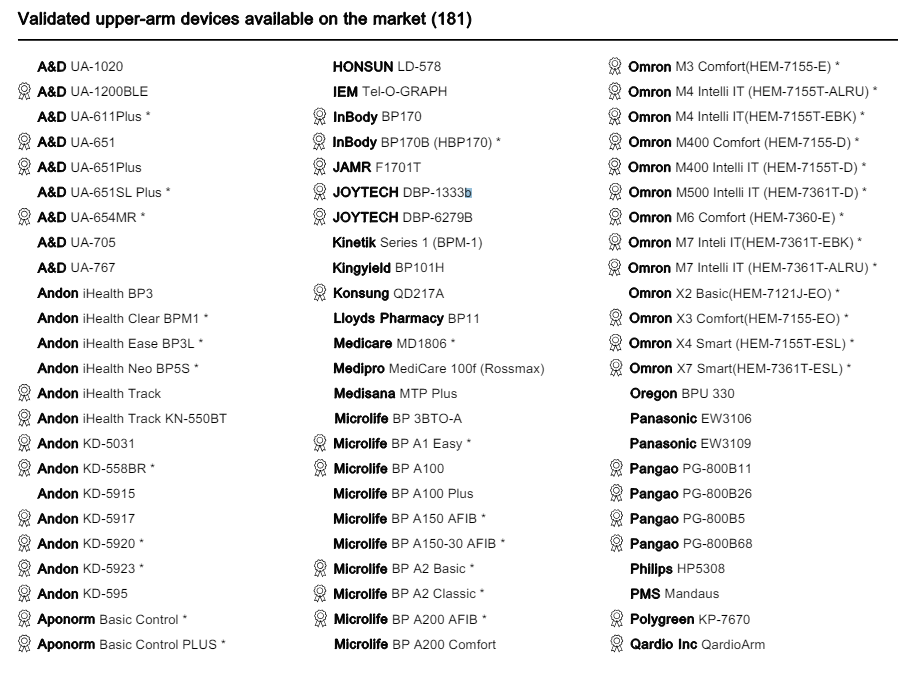 Validated upper-arm devices available on the market (181)
A&D UA-1020
A&D UA-1200BLE
A&D UA-611Plus *
A&D UA-651
A&D UA-651Plus
A&D UA-651SL Plus *
A&D UA-654MR *
A&D UA-705
A&D UA-767
Andon iHealth BP3
Andon iHealth Clear BPM1 *
Andon iHealth Ease BP3L *
Andon iHealth Neo BP5S *
Andon iHealth Track
Andon iHealth Track KN-550BT
Andon KD-5031
Andon KD-558BR *
Andon KD-5915
Andon KD-5917
Andon KD-5920 *
Andon KD-5923 *
Andon KD-595
Aponorm Basic Control *
Aponorm Basic Control PLUS *
HONSUN LD-578
IEM Tel-O-GRAPH
InBody BP170
InBody BP170B (HBP170) *
JAMR F1701T
JOYTECH DBP-1333b
JOYTECH DBP-6279B
Kinetik Series 1 (BPM-1)
Kingyield BP101H
Konsung QD217A
Lloyds Pharmacy BP11
Medicare MD1806 *
Medipro MediCare 100f (Rossmax)
Medisana MTP Plus
Microlife BP 3BTO-A
Microlife BP A1 Easy *
Microlife BP A100
Microlife BP A100 Plus
Microlife BP A150 AFIB *
Microlife BP A150-30 AFIB *
Microlife BP A2 Basic *
Microlife BP A2 Classic *
Microlife BP A200 AFIB *
Microlife BP A200 Comfort
Omron M3 Comfort(HEM-7155-E) *
Omron M4 Intelli IT (HEM-7155T-ALRU) *
Omron M4 Intelli IT(HEM-7155T-EBK) *
Omron M400 Comfort (HEM-7155-D) *
Omron M400 Intelli IT (HEM-7155T-D) *
Omron M500 Intelli IT (HEM-7361T-D) *
Omron M6 Comfort (HEM-7360-E) *
Omron M7 Inteli IT(HEM-7361T-EBK) *
Omron M7 Intelli IT (HEM-7361T-ALRU) *
Omron X2 Basic(HEM-7121J-EO) *
Omron X3 Comfort(HEM-7155-EO) *
Omron X4 Smart (HEM-7155T-ESL) *
Omron X7 Smart(HEM-7361T-ESL) *
Oregon BPU 330
Panasonic EW3106
Panasonic EW3109
Pangao PG-800B11
Pangao PG-800B26
Pangao PG-800B5
Pangao PG-800B68
Philips HP5308
PMS Mandaus
Polygreen KP-7670
Qardio Inc QardioArm